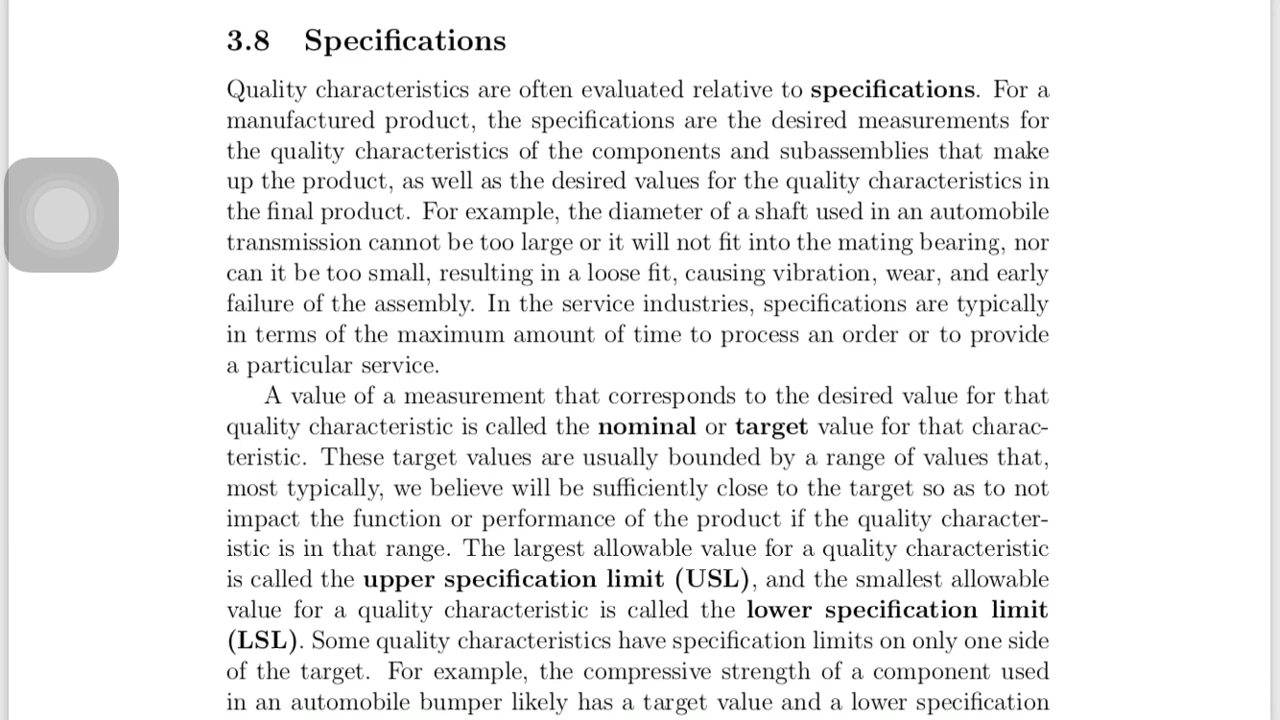 3.8 Specifications
Quality characteristics are often evaluated relative to specifications. For a
manufactured product, the specifications are the desired measurements for
the quality characteristics of the components and subassemblies that make
up the product, as well as the desired values for the quality characteristics in
the final product. For example, the diameter of a shaft used in an automobile
transmission cannot be too large or it will not fit into the mating bearing, nor
can it be too small, resulting in a loose fit, causing vibration, wear, and early
failure of the assembly. In the service industries, specifications are typically
in terms of the maximum amount of time to process an order or to provide
a particular service.
A value of a measurement that corresponds to the desired value for that
quality characteristic is called the nominal or target value for that charac-
teristic. These target values are usually bounded by a range of values that,
most typically, we believe will be sufficiently close to the target so as to not
impact the function or performance of the product if the quality character-
istic is in that range. The largest allowable value for a quality characteristic
is called the upper specification limit (USL), and the smallest allowable
value for a quality characteristic is called the lower specification limit
(LSL). Some quality characteristics have specification limits on only one side
of the target. For example, the compressive strength of a component used
in an automobile bumper likely has a target value and a lower specification